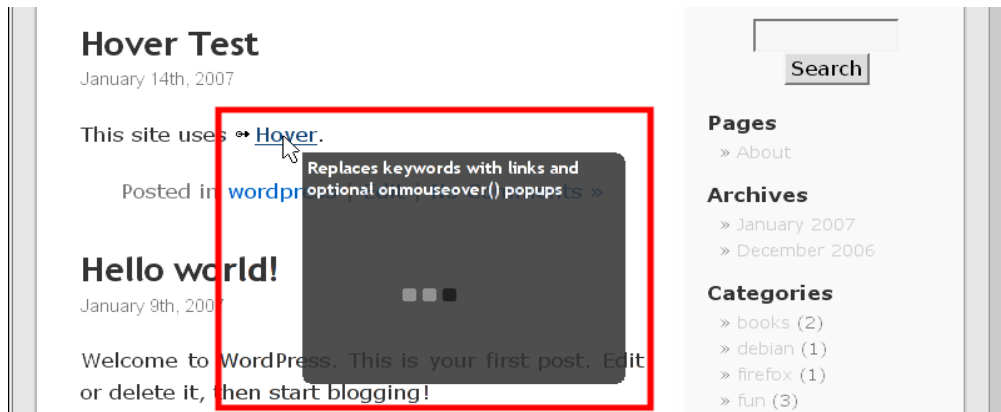 Hover Test
January 14th, 2007
This site uses Hover.
Replaces keywords with links and
optional onmouseover() popups
Posted in wordpress | Edit | No Comments »
Hello world!
January 9th, 2007
Welcome to WordPress. This is your first post. Edit
or delete it, then start blogging!
Search
Pages
» About
Archives
» January 2007
» December 2006
Categories
» books (2)
» debian (1)
» firefox (1)
» fun (3)